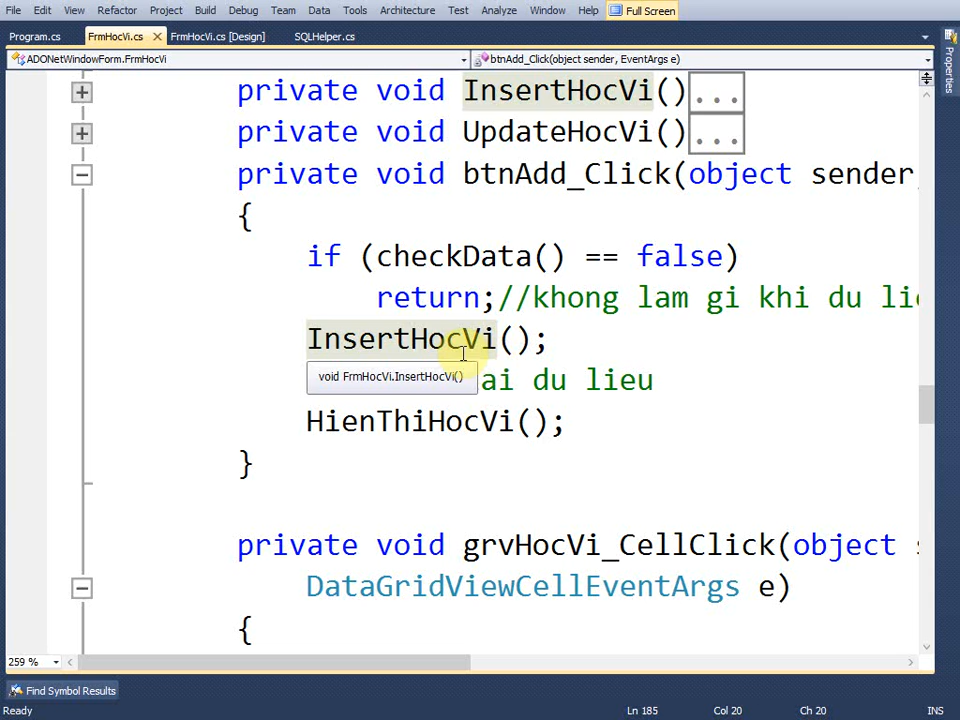 File Edit View Refactor Project Build Debug Team Data Tools Architecture Test Analyze Window Help Full Screen
Program.cs FrmHocVi.cs FrmHocVi.cs [Design] SQLHelper.cs
ADONetWindowForm.FrmHocVi btnAdd_Click(object sender, EventArgs e)
Properties
private void InsertHocVi()...
private void UpdateHocVi()...
private void btnAdd_Click(object sender,
{
if (checkData() == false)
return;//khong lam gi khi du
InsertHocVi();
void FrmHocVi.InsertHocVi()
du lieu
HienThiHocVi();
}
private void grvHocVi_CellClick(object
DataGridViewCellEventArgs e)
{
259 %
Find Symbol Results
Ready Ln 185 Col 20 Ch 20 INS